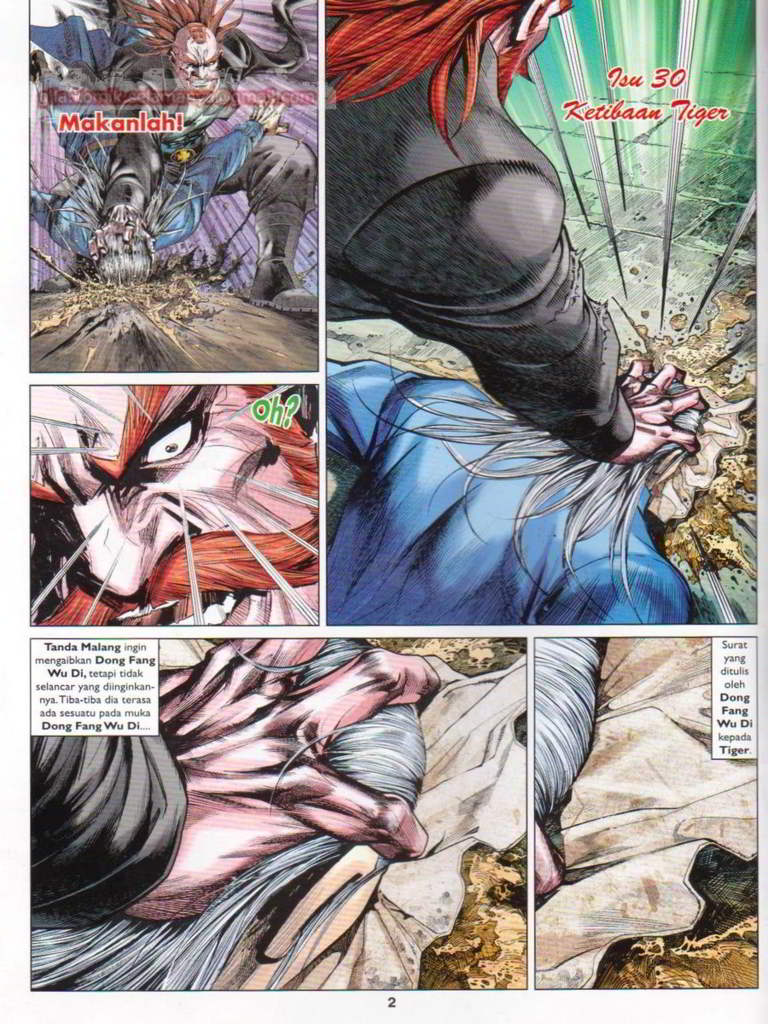 Makanlah!
Isu 30
Ketibaan Tiger
Oh?
Tanda Malang ingin
mengaibkan Dong Fang
Wu Di, tetapi tidak
selancar yang diinginkan-
nya. Tiba-tiba dia terasa
ada sesuatu pada muka
Dong Fang Wu Di....
Surat
yang
ditulis
oleh
Dong
Fang
Wu Di
kepada
Tiger.
2